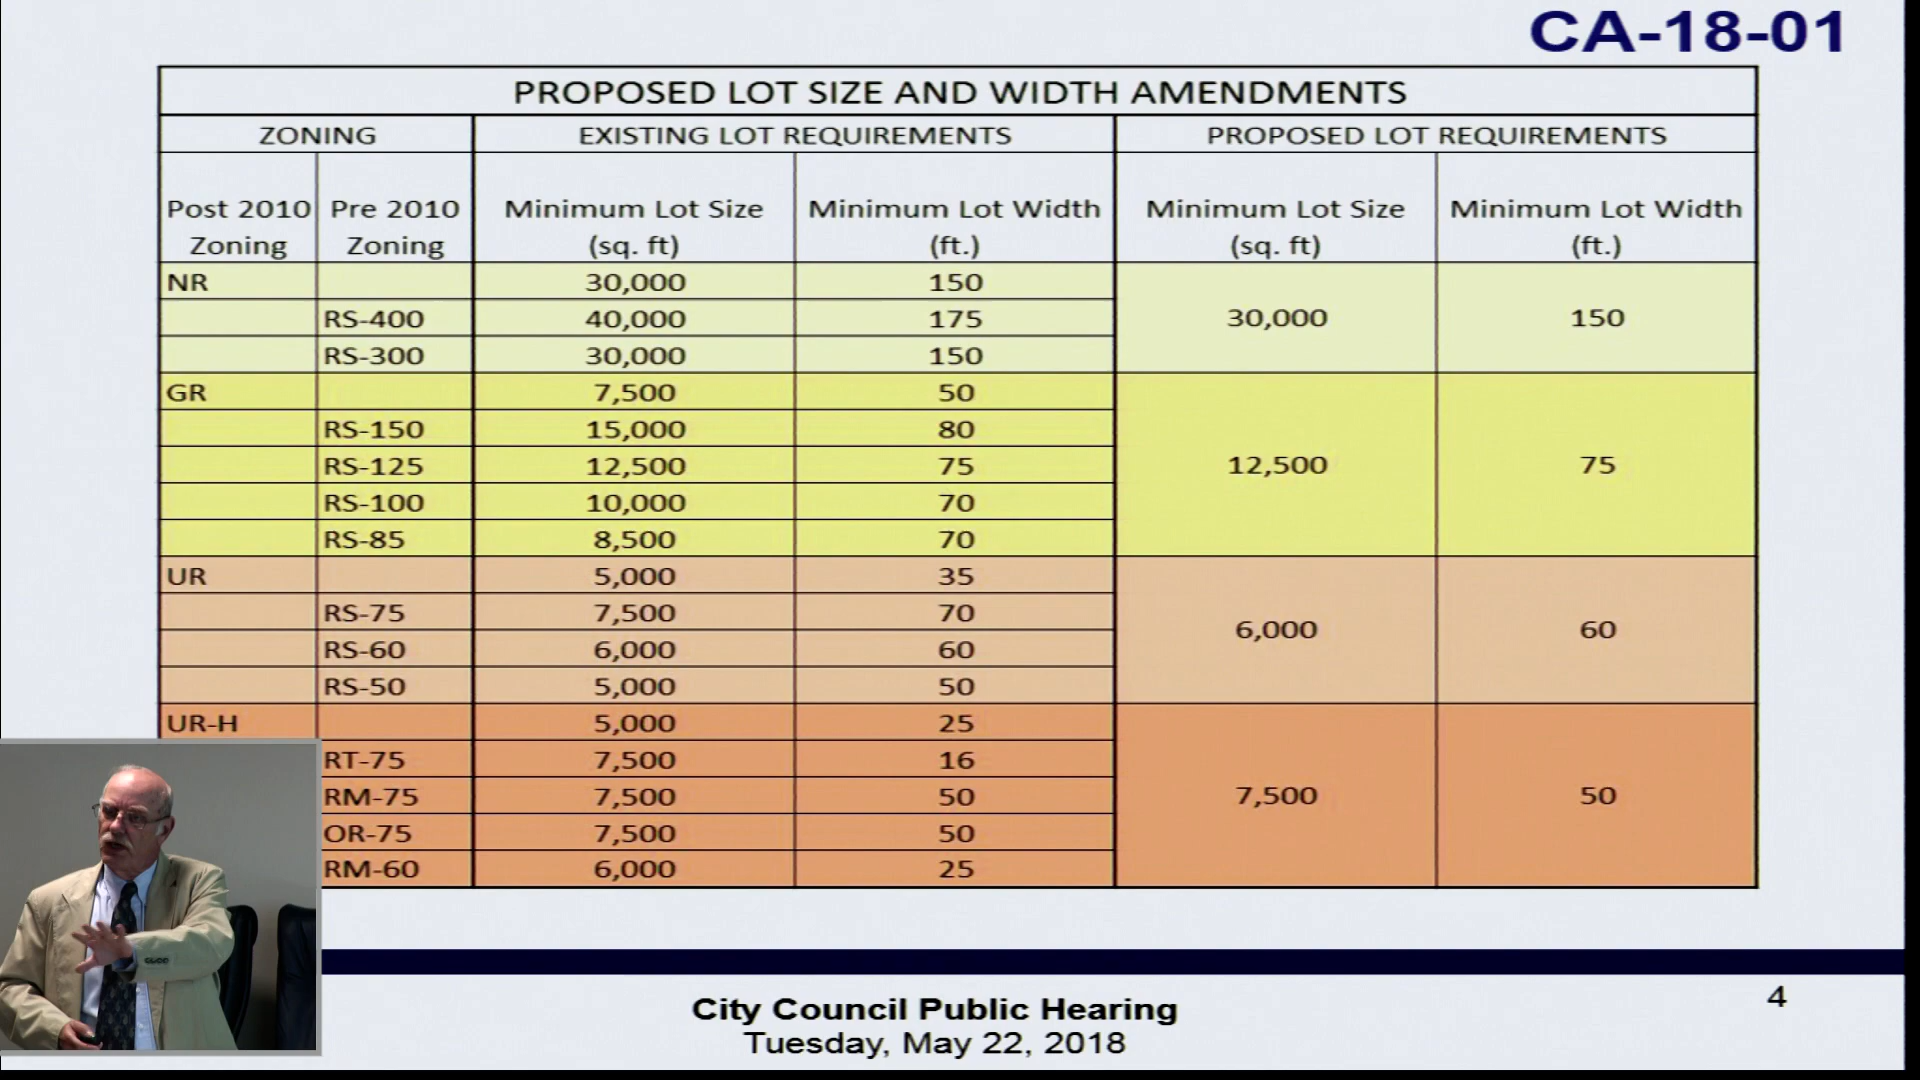 CA-18-01
PROPOSED LOT SIZE AND WIDTH AMENDMENTS
ZONING EXISTING LOT REQUIREMENTS PROPOSED LOT REQUIREMENTS
Post 2010 Zoning Pre 2010 Zoning Minimum Lot Size (sq. ft) Minimum Lot Width (ft.) Minimum Lot Size (sq. ft) Minimum Lot Width (ft.)
NR 30,000 150
RS-400 40,000 175 30,000 150
RS-300 30,000 150
GR 7,500 50
RS-150 15,000 80
RS-125 12,500 75 12,500 75
RS-100 10,000 70
RS-85 8,500 70
UR 5,000 35
RS-75 7,500 70 6,000 60
RS-60 6,000 60
RS-50 5,000 50
UR-H 5,000 25
RT-75 7,500 16
RM-75 7,500 50 7,500 50
OR-75 7,500 50
RM-60 6,000 25
4
City Council Public Hearing
Tuesday, May 22, 2018